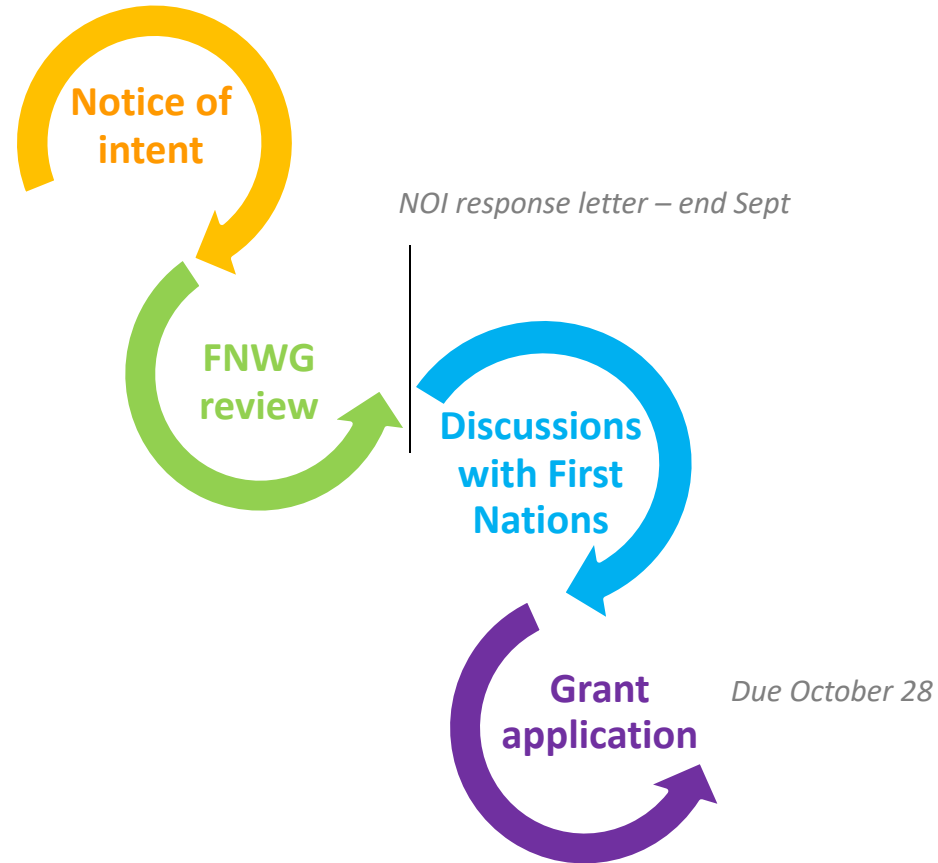 Notice of
intent
NOI response letter – end Sept
FNWG
review
Discussions
with First
Nations
Grant
application
Due October 28